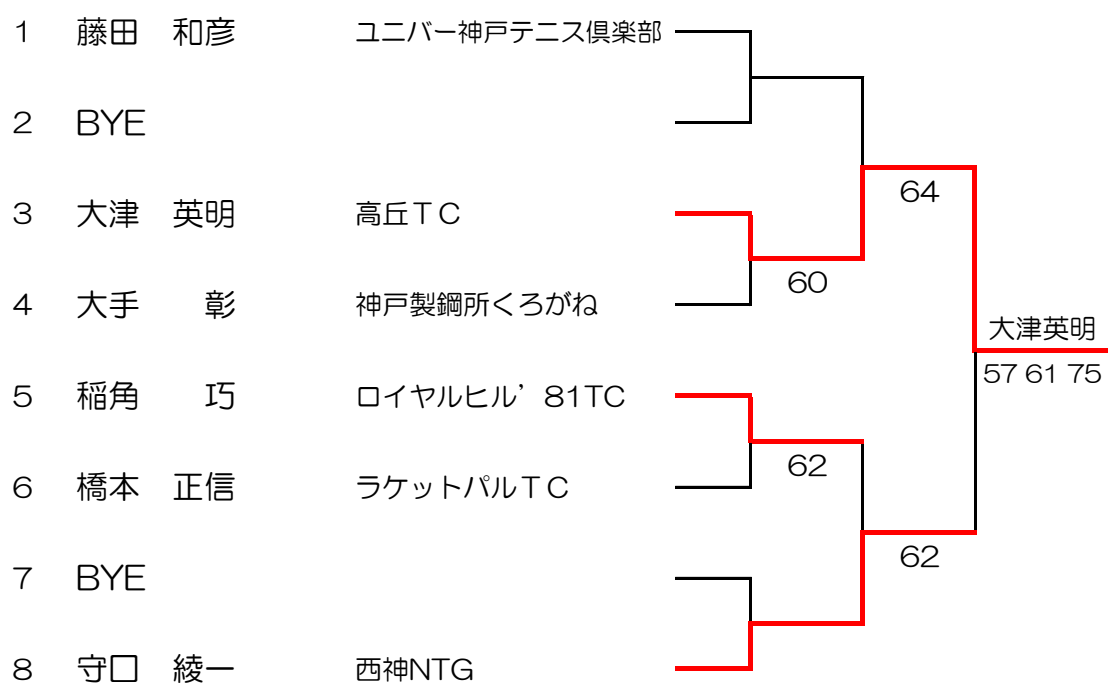 1 藤田 和彦 ユニバー神戸テニス倶楽部
2 BYE
64
3 大津 英明 高丘ＴＣ
60
4 大手 彰 神戸製鋼所くろがね
大津英明
57 61 75
5 稲角 巧 ロイヤルヒル’81TC
62
6 橋本 正信 ラケットパルＴＣ
62
7 BYE
8 守口 綾一 西神NTG